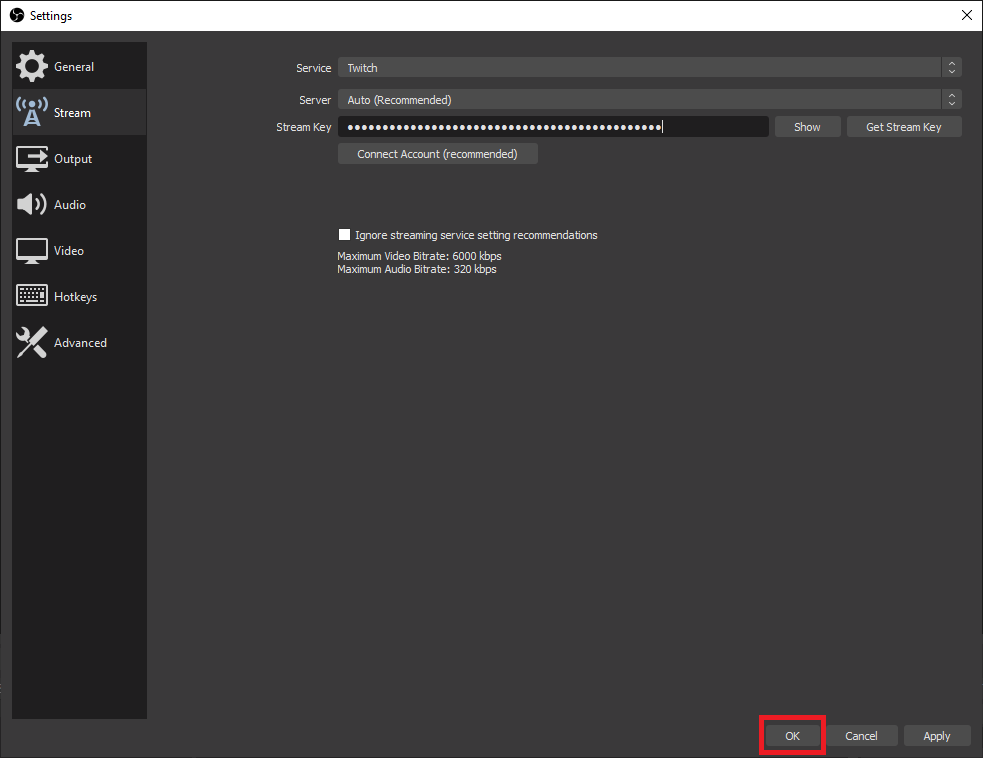 Settings
General
Stream
Output
Audio
Video
Hotkeys
Advanced
Service Twitch
Server Auto (Recommended)
Stream Key ●●●●●●●●●●●●●●●●●●●●●●●●●●●●●●●●●●●●●●●●●●●●● Show Get Stream Key
Connect Account (recommended)
Ignore streaming service setting recommendations
Maximum Video Bitrate: 6000 kbps
Maximum Audio Bitrate: 320 kbps
OK Cancel Apply